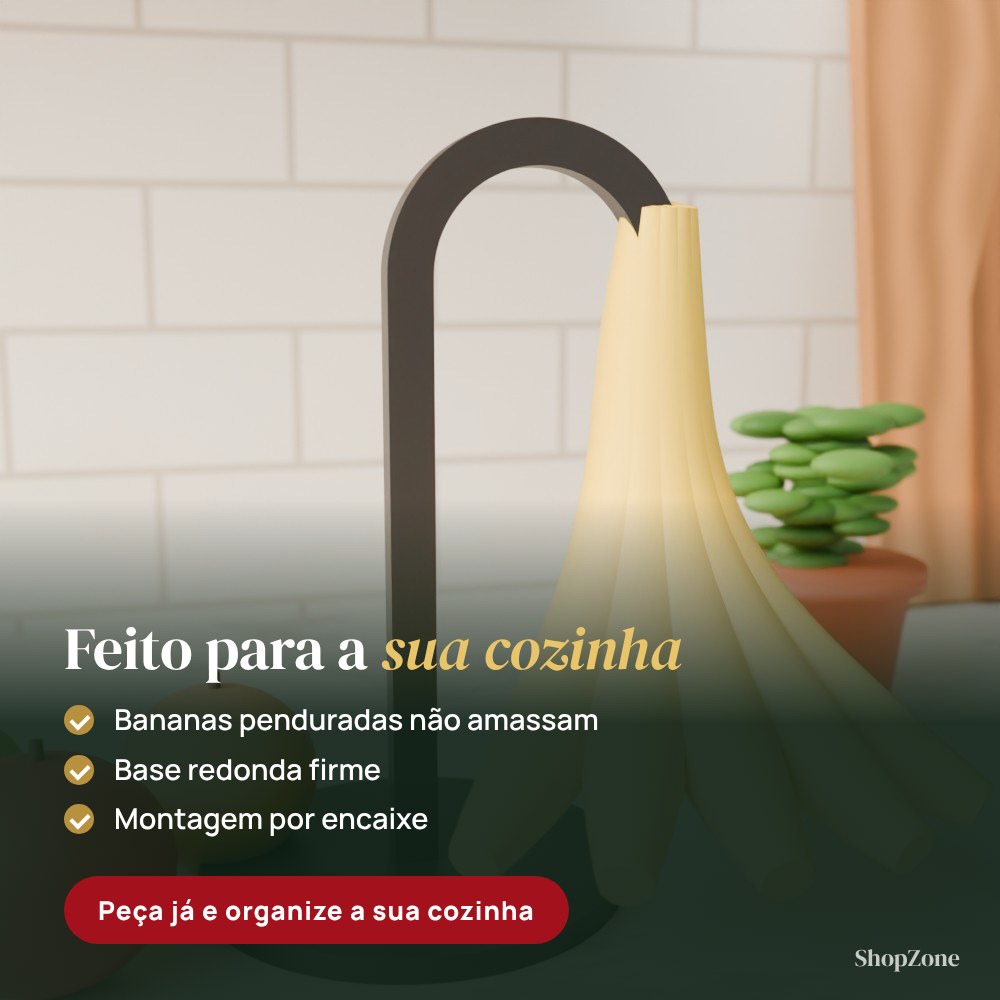 Feito para a sua cozinha
Bananas penduradas não amassam
Base redonda firme
Montagem por encaixe
Peça já e organize a sua cozinha
ShopZone